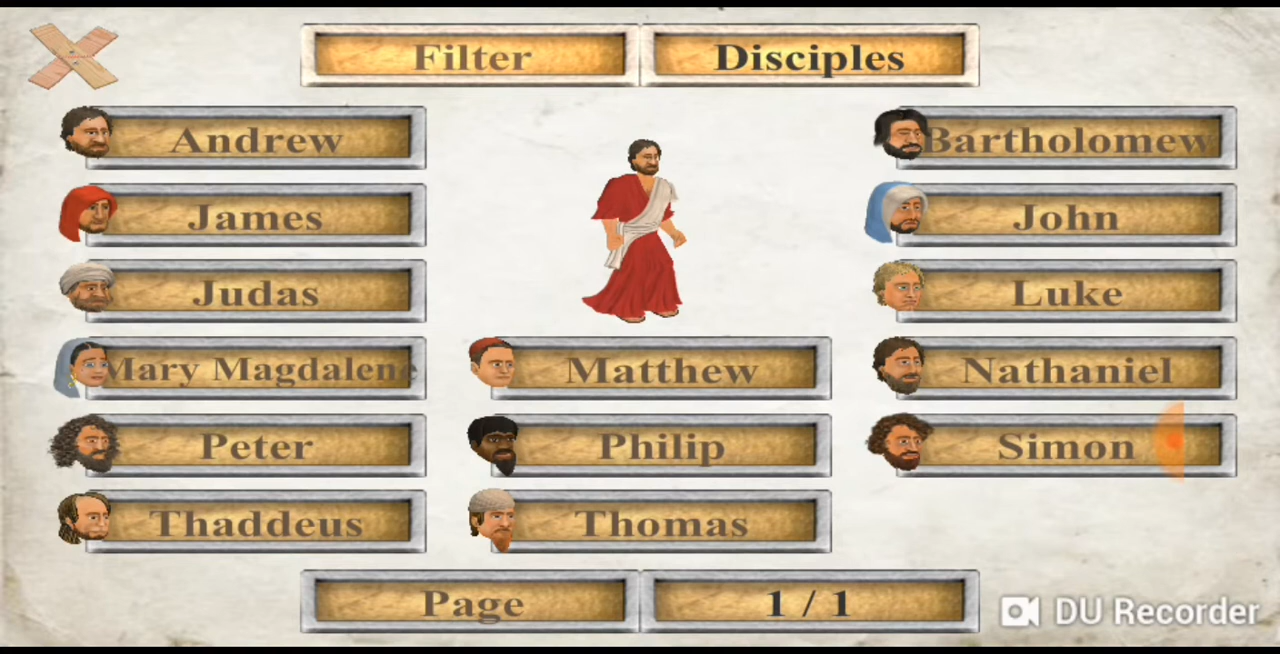 Filter Disciples
Andrew Bartholomew
James John
Judas Luke
Mary Magdalene Matthew Nathaniel
Peter Philip Simon
Thaddeus Thomas
Page 1 / 1
DU Recorder